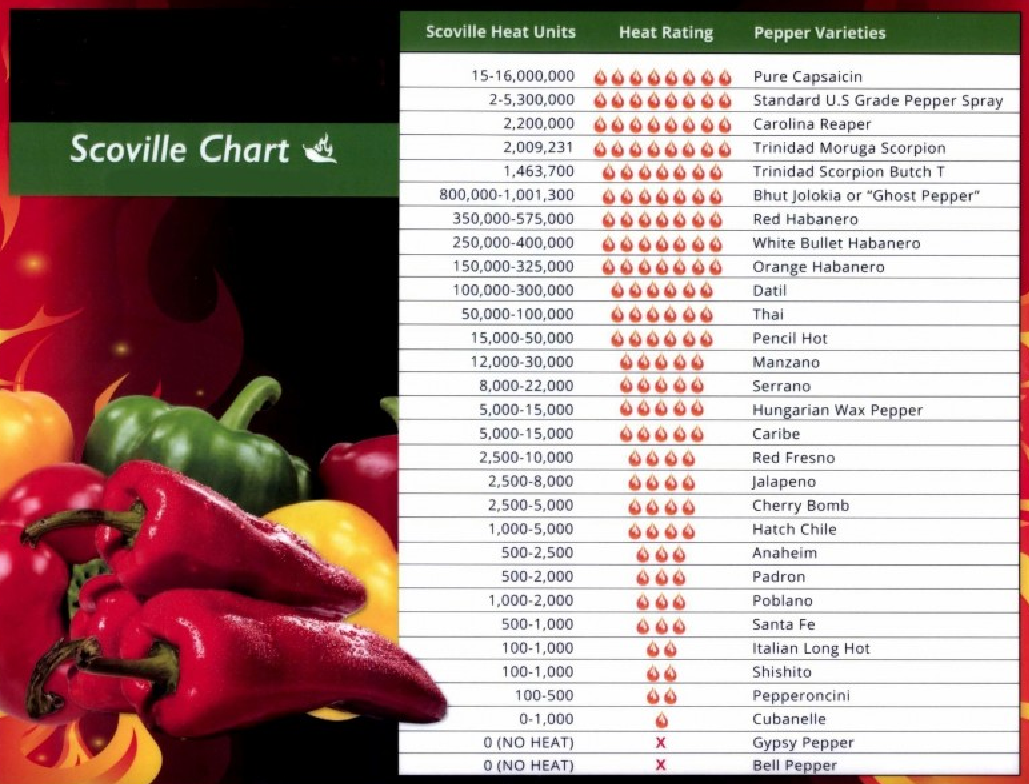 Scoville Chart
Scoville Heat Units Heat Rating Pepper Varieties
15-16,000,000 Pure Capsaicin
2-5,300,000 Standard U.S Grade Pepper Spray
2,200,000 Carolina Reaper
2,009,231 Trinidad Moruga Scorpion
1,463,700 Trinidad Scorpion Butch T
800,000-1,001,300 Bhut Jolokia or “Ghost Pepper”
350,000-575,000 Red Habanero
250,000-400,000 White Bullet Habanero
150,000-325,000 Orange Habanero
100,000-300,000 Datil
50,000-100,000 Thai
15,000-50,000 Pencil Hot
12,000-30,000 Manzano
8,000-22,000 Serrano
5,000-15,000 Hungarian Wax Pepper
5,000-15,000 Caribe
2,500-10,000 Red Fresno
2,500-8,000 Jalapeno
2,500-5,000 Cherry Bomb
1,000-5,000 Hatch Chile
500-2,500 Anaheim
500-2,000 Padron
1,000-2,000 Poblano
500-1,000 Santa Fe
100-1,000 Italian Long Hot
100-1,000 Shishito
100-500 Pepperoncini
0-1,000 Cubanelle
0 (NO HEAT) X Gypsy Pepper
0 (NO HEAT) X Bell Pepper